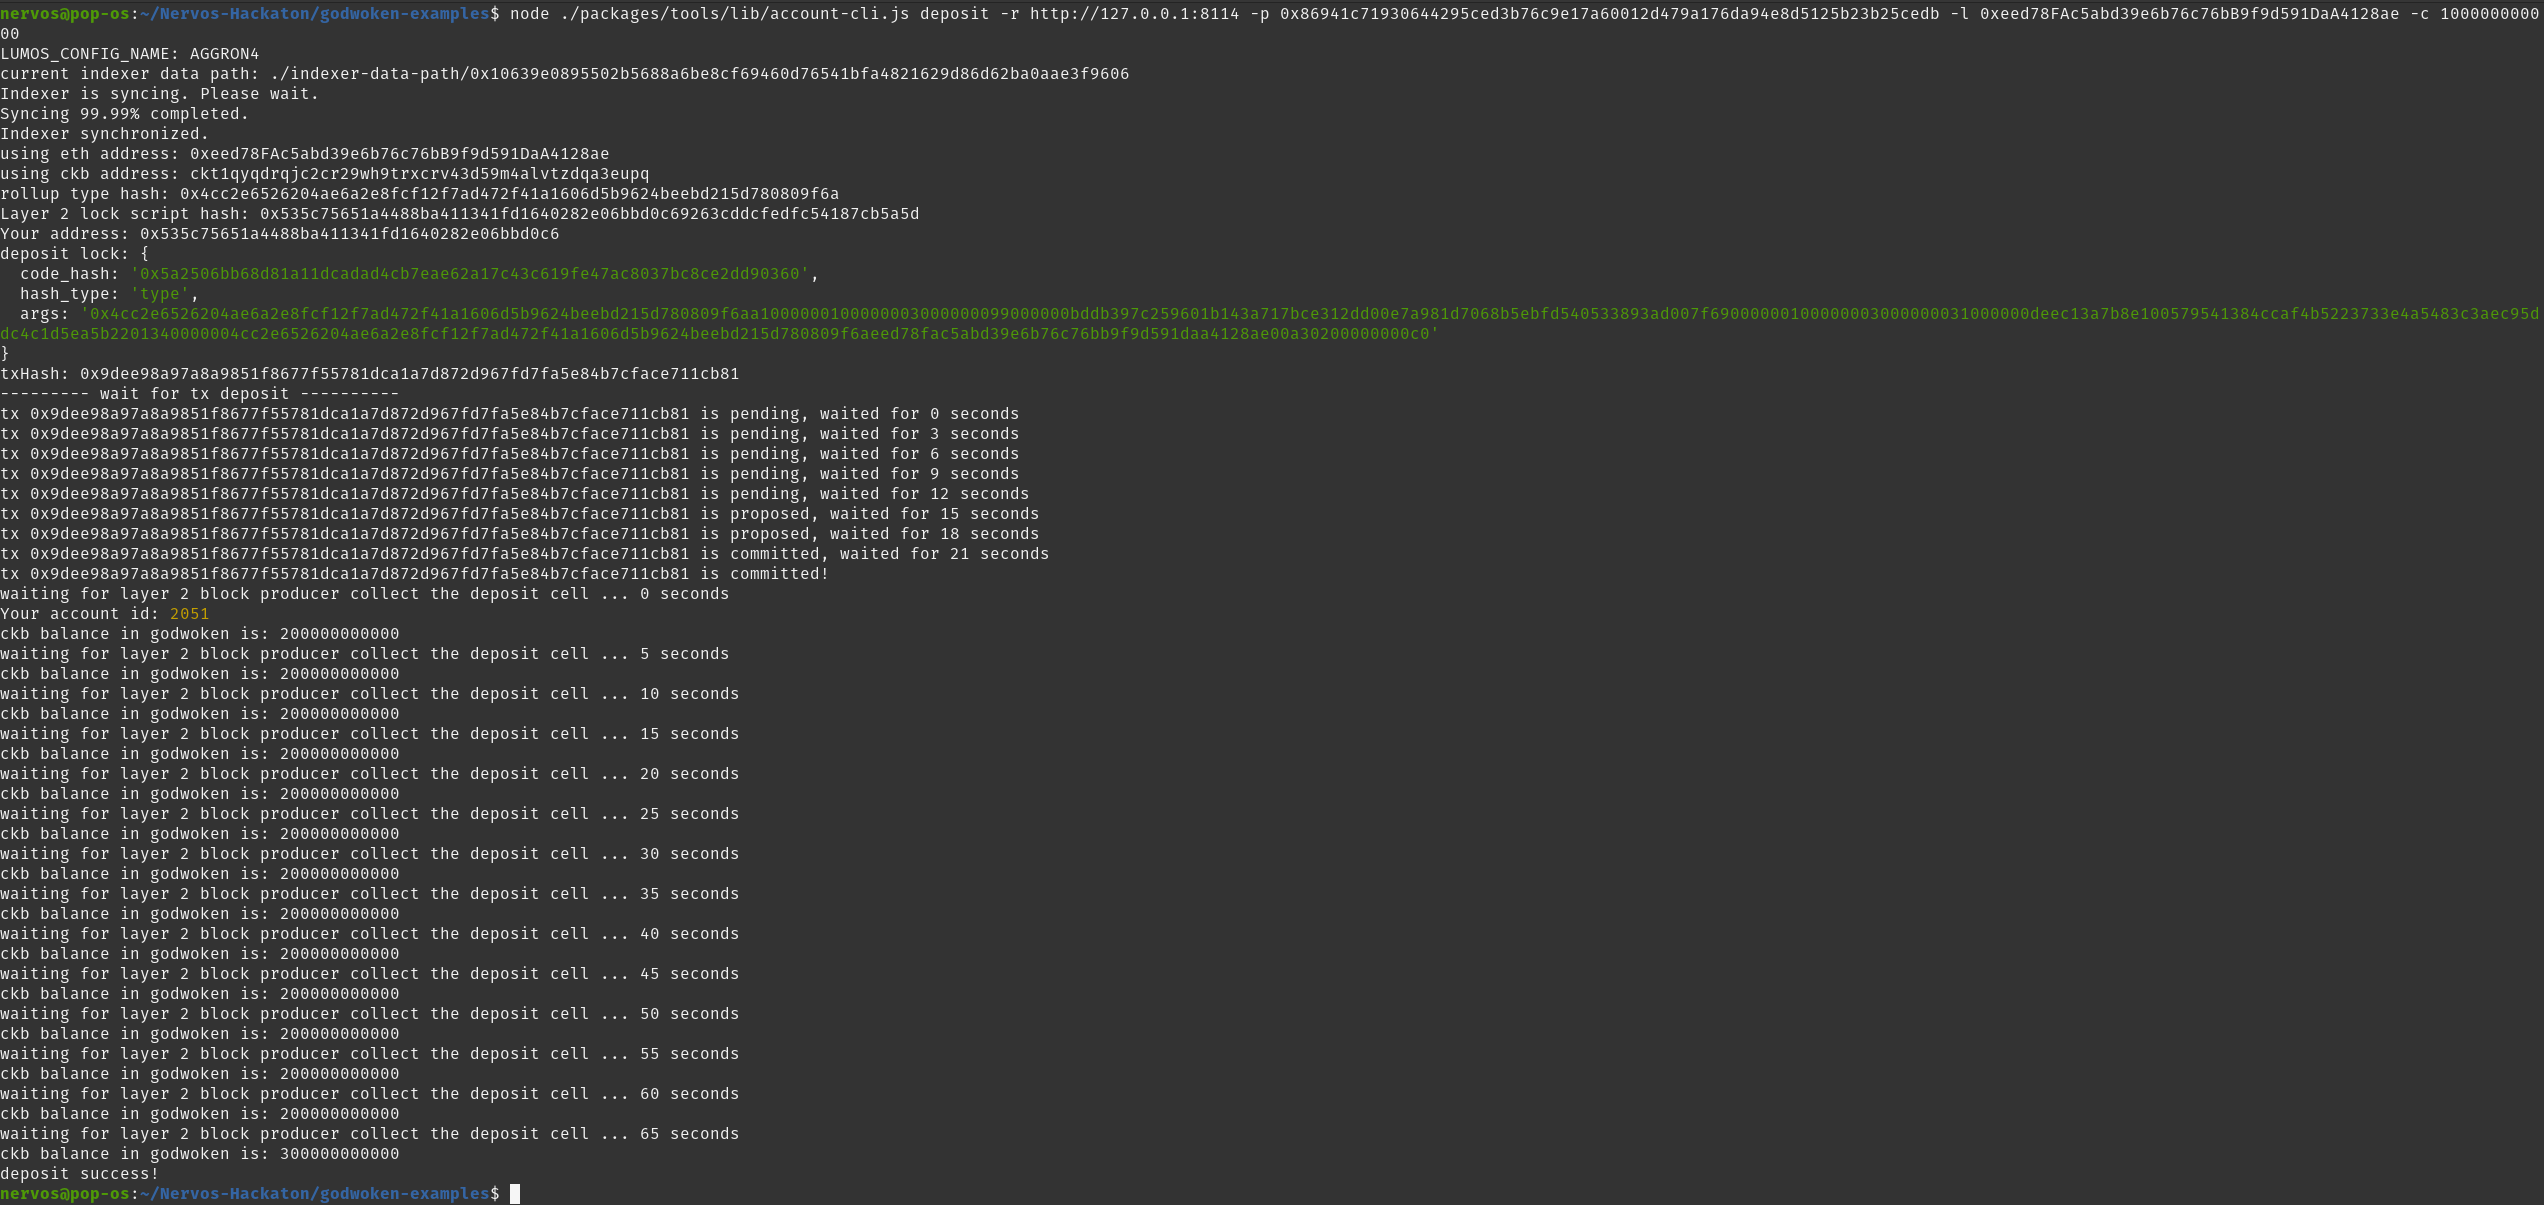 nervos@pop-os:~/Nervos-Hackaton/godwoken-examples$ node ./packages/tools/lib/account-cli.js deposit -r http://127.0.0.1:8114 -p 0x86941c71930644295ced3b76c9e17a60012d479a176da94e8d5125b23b25cedb -l 0xeed78FAc5abd39e6b76c76bB9f9d591DaA4128ae -c 1000000000
00
LUMOS_CONFIG_NAME: AGGRON4
current indexer data path: ./indexer-data-path/0x10639e0895502b5688a6be8cf69460d76541bfa4821629d86d62ba0aae3f9606
Indexer is syncing. Please wait.
Syncing 99.99% completed.
Indexer synchronized.
using eth address: 0xeed78FAc5abd39e6b76c76bB9f9d591DaA4128ae
using ckb address: ckt1qyqdrqjc2cr29wh9trxcrv43d59m4alvtzdqa3eupq
rollup type hash: 0x4cc2e6526204ae6a2e8fcf12f7ad472f41a1606d5b9624beebd215d780809f6a
Layer 2 lock script hash: 0x535c75651a4488ba411341fd1640282e06bbd0c69263cddcfedfc54187cb5a5d
Your address: 0x535c75651a4488ba411341fd1640282e06bbd0c6
deposit lock: {
  code_hash: '0x5a2506bb68d81a11dcadad4cb7eae62a17c43c619fe47ac8037bc8ce2dd90360',
  hash_type: 'type',
  args: '0x4cc2e6526204ae6a2e8fcf12f7ad472f41a1606d5b9624beebd215d780809f6aa10000001000000030000000099000000bddb397c259601b143a717bce312dd00e7a981d7068b5ebfd540533893ad007f6900000001000000030000000031000000deec13a7b8e100579541384ccaf4b5223733e4a5483c3aec95d
dc4c1d5ea5b2201340000004cc2e6526204ae6a2e8fcf12f7ad472f41a1606d5b9624beebd215d780809f6aeed78fac5abd39e6b76c76bb9f9d591daa4128ae00a30200000000c0'
}
txHash: 0x9dee98a97a8a9851f8677f55781dca1a7d872d967fd7fa5e84b7cface711cb81
--------- wait for tx deposit ----------
tx 0x9dee98a97a8a9851f8677f55781dca1a7d872d967fd7fa5e84b7cface711cb81 is pending, waited for 0 seconds
tx 0x9dee98a97a8a9851f8677f55781dca1a7d872d967fd7fa5e84b7cface711cb81 is pending, waited for 3 seconds
tx 0x9dee98a97a8a9851f8677f55781dca1a7d872d967fd7fa5e84b7cface711cb81 is pending, waited for 6 seconds
tx 0x9dee98a97a8a9851f8677f55781dca1a7d872d967fd7fa5e84b7cface711cb81 is pending, waited for 9 seconds
tx 0x9dee98a97a8a9851f8677f55781dca1a7d872d967fd7fa5e84b7cface711cb81 is pending, waited for 12 seconds
tx 0x9dee98a97a8a9851f8677f55781dca1a7d872d967fd7fa5e84b7cface711cb81 is proposed, waited for 15 seconds
tx 0x9dee98a97a8a9851f8677f55781dca1a7d872d967fd7fa5e84b7cface711cb81 is proposed, waited for 18 seconds
tx 0x9dee98a97a8a9851f8677f55781dca1a7d872d967fd7fa5e84b7cface711cb81 is committed, waited for 21 seconds
tx 0x9dee98a97a8a9851f8677f55781dca1a7d872d967fd7fa5e84b7cface711cb81 is committed!
waiting for layer 2 block producer collect the deposit cell ... 0 seconds
Your account id: 2051
ckb balance in godwoken is: 200000000000
waiting for layer 2 block producer collect the deposit cell ... 5 seconds
ckb balance in godwoken is: 200000000000
waiting for layer 2 block producer collect the deposit cell ... 10 seconds
ckb balance in godwoken is: 200000000000
waiting for layer 2 block producer collect the deposit cell ... 15 seconds
ckb balance in godwoken is: 200000000000
waiting for layer 2 block producer collect the deposit cell ... 20 seconds
ckb balance in godwoken is: 200000000000
waiting for layer 2 block producer collect the deposit cell ... 25 seconds
ckb balance in godwoken is: 200000000000
waiting for layer 2 block producer collect the deposit cell ... 30 seconds
ckb balance in godwoken is: 200000000000
waiting for layer 2 block producer collect the deposit cell ... 35 seconds
ckb balance in godwoken is: 200000000000
waiting for layer 2 block producer collect the deposit cell ... 40 seconds
ckb balance in godwoken is: 200000000000
waiting for layer 2 block producer collect the deposit cell ... 45 seconds
ckb balance in godwoken is: 200000000000
waiting for layer 2 block producer collect the deposit cell ... 50 seconds
ckb balance in godwoken is: 200000000000
waiting for layer 2 block producer collect the deposit cell ... 55 seconds
ckb balance in godwoken is: 200000000000
waiting for layer 2 block producer collect the deposit cell ... 60 seconds
ckb balance in godwoken is: 200000000000
waiting for layer 2 block producer collect the deposit cell ... 65 seconds
ckb balance in godwoken is: 300000000000
deposit success!
nervos@pop-os:~/Nervos-Hackaton/godwoken-examples$